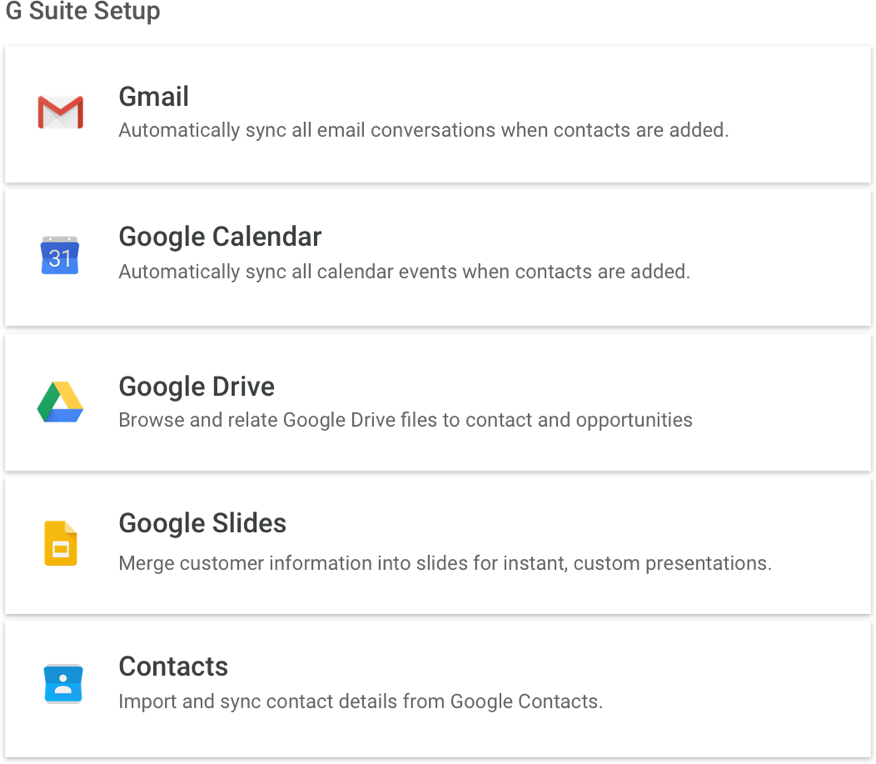 G Suite Setup
Gmail
Automatically sync all email conversations when contacts are added.
31
Google Calendar
Automatically sync all calendar events when contacts are added.
Google Drive
Browse and relate Google Drive files to contact and opportunities
Google Slides
Merge customer information into slides for instant, custom presentations.
Contacts
Import and sync contact details from Google Contacts.